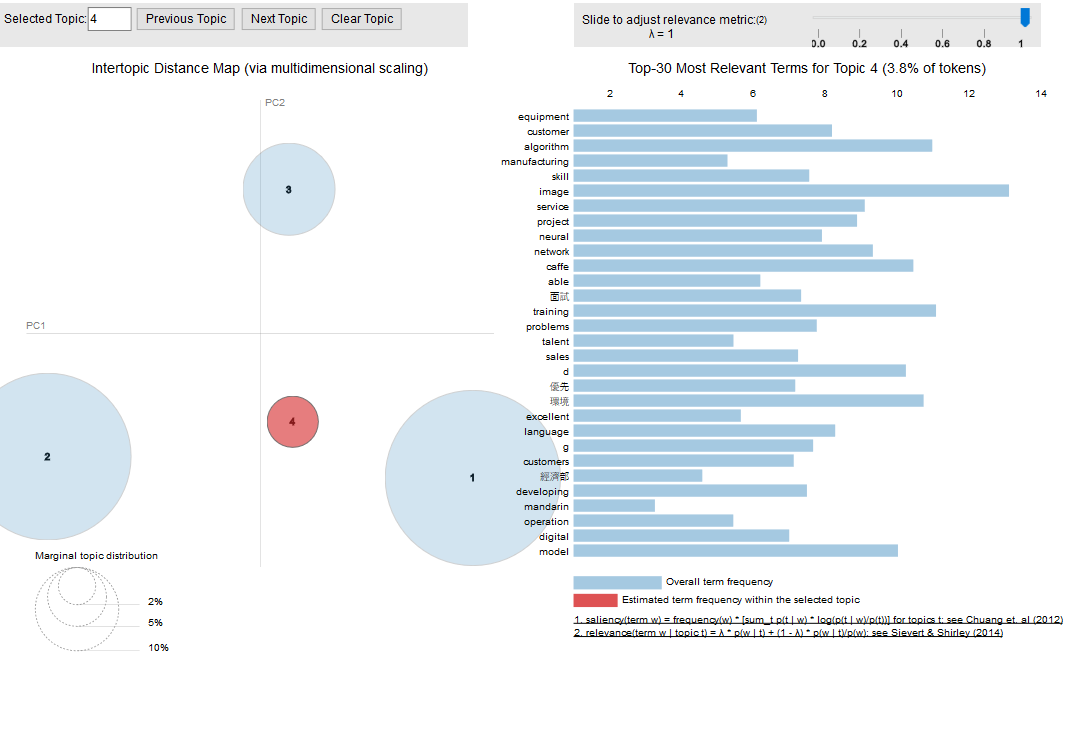 Selected Topic: 4 Previous Topic Next Topic Clear Topic
Slide to adjust relevance metric:(2)
λ = 1
0.0 0.2 0.4 0.6 0.8 1
Intertopic Distance Map (via multidimensional scaling)
PC2
PC1
3
2
4
1
Marginal topic distribution
2%
5%
10%
Top-30 Most Relevant Terms for Topic 4 (3.8% of tokens)
2 4 6 8 10 12 14
equipment
customer
algorithm
manufacturing
skill
image
service
project
neural
network
caffe
able
面試
training
problems
talent
sales
d
優先
環境
excellent
language
g
customers
經濟部
developing
mandarin
operation
digital
model
Overall term frequency
Estimated term frequency within the selected topic
1. saliency(term w) = frequency(w) * [sum_t p(t | w) * log(p(t | w)/p(t))] for topics t; see Chuang et. al (2012)
2. relevance(term w | topic t) = λ * p(w | t) + (1 - λ) * p(w | t)/p(w); see Sievert & Shirley (2014)